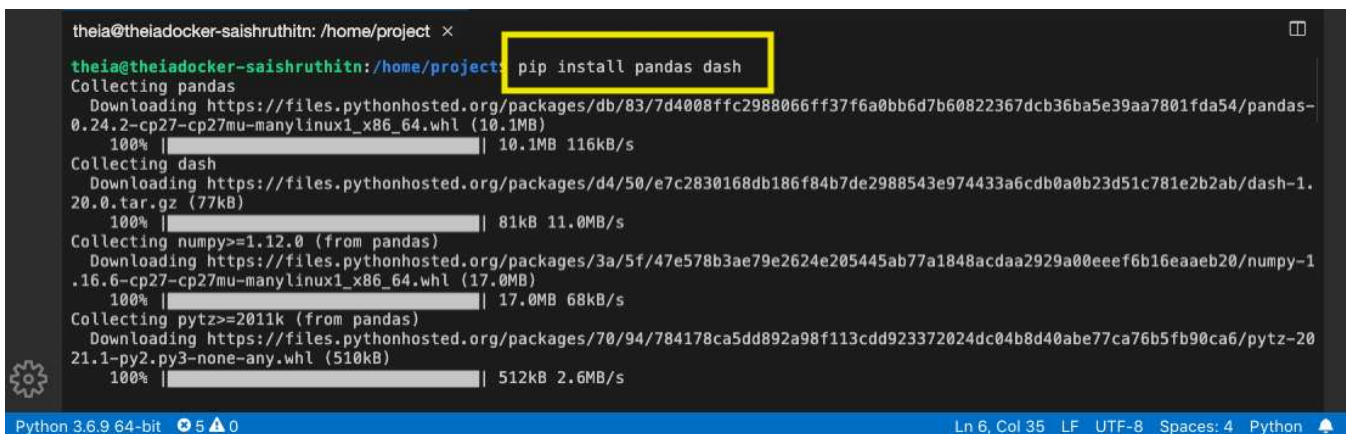 theia@theiadocker-saishruthitn: /home/project ×
theia@theiadocker-saishruthitn:/home/project$ pip install pandas dash
Collecting pandas
Downloading https://files.pythonhosted.org/packages/db/83/7d4008ffc2988066ff37f6a0bb6d7b60822367dcb36ba5e39aa7801fda54/pandas-
0.24.2-cp27-cp27mu-manylinux1_x86_64.whl (10.1MB)
100% |████████████████████████████████| 10.1MB 116kB/s
Collecting dash
Downloading https://files.pythonhosted.org/packages/d4/50/e7c2830168db186f84b7de2988543e974433a6cdb0a0b23d51c781e2b2ab/dash-1.
20.0.tar.gz (77kB)
100% |████████████████████████████████| 81kB 11.0MB/s
Collecting numpy>=1.12.0 (from pandas)
Downloading https://files.pythonhosted.org/packages/3a/5f/47e578b3ae79e2624e205445ab77a1848acdaa2929a00eeef6b16eaaeb20/numpy-1
.16.6-cp27-cp27mu-manylinux1_x86_64.whl (17.0MB)
100% |████████████████████████████████| 17.0MB 68kB/s
Collecting pytz>=2011k (from pandas)
Downloading https://files.pythonhosted.org/packages/70/94/784178ca5dd892a98f113cdd923372024dc04b8d40abe77ca76b5fb90ca6/pytz-20
21.1-py2.py3-none-any.whl (510kB)
100% |████████████████████████████████| 512kB 2.6MB/s
Python 3.6.9 64-bit 5 0 Ln 6, Col 35 LF UTF-8 Spaces: 4 Python